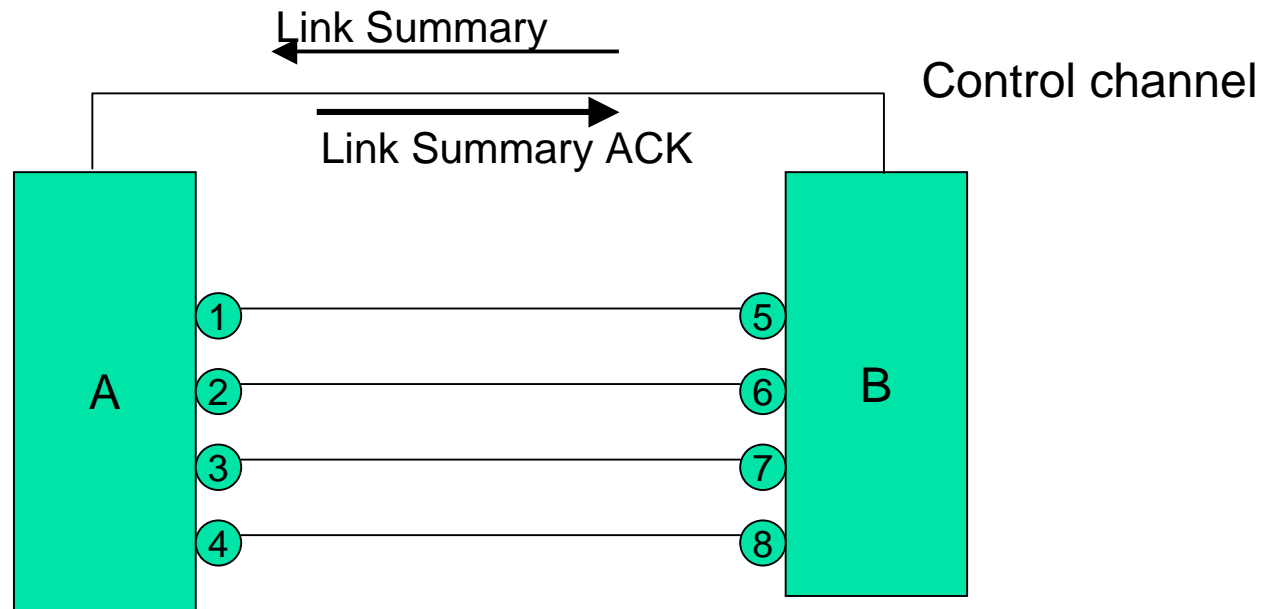 Link Summary
Control channel
Link Summary ACK
1 5
2 6
A B
3 7
4 8